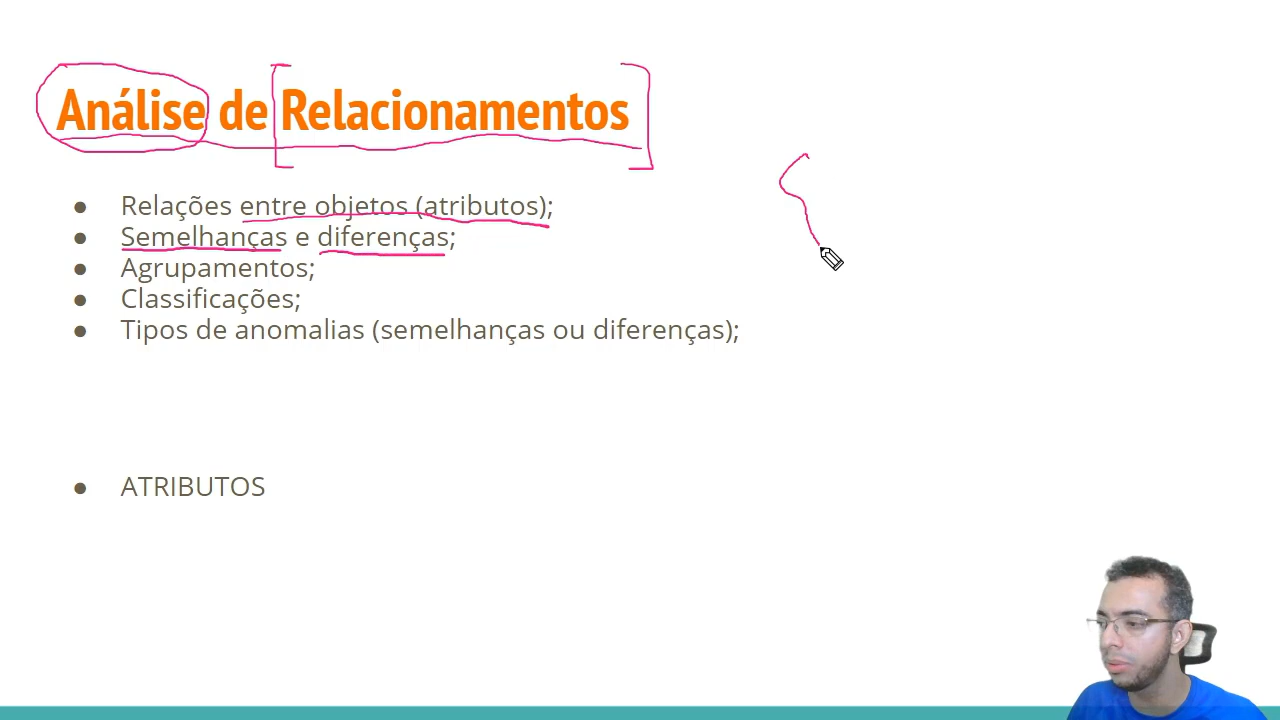 Análise de Relacionamentos
● Relações entre objetos (atributos);
● Semelhanças e diferenças;
● Agrupamentos;
● Classificações;
● Tipos de anomalias (semelhanças ou diferenças);
● ATRIBUTOS